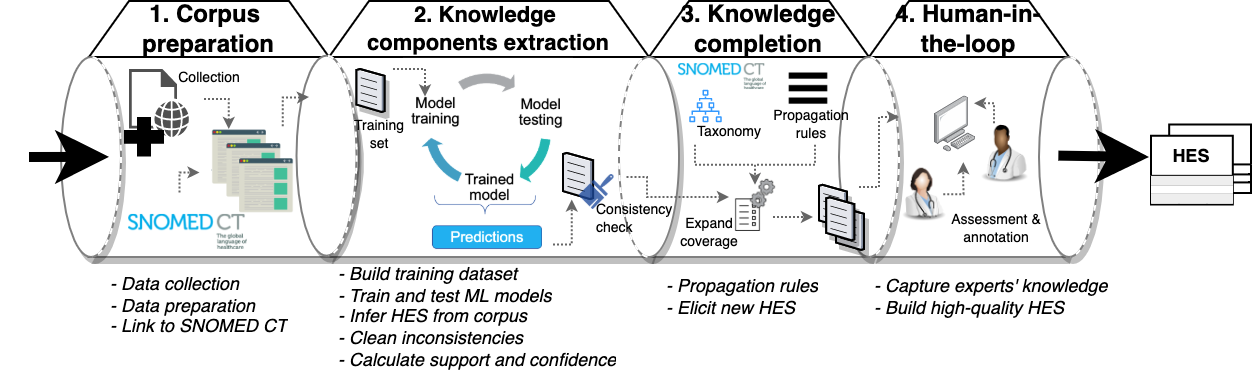 1. Corpus
preparation
2. Knowledge
components extraction
3. Knowledge
completion
4. Human-in-
the-loop
Collection
SNOMED CT
The global
language of
healthcare
Training
set
Model
training
Model
testing
Trained
model
Predictions
Consistency
check
SNOMED CT
The global
language of
healthcare
Taxonomy
Propagation
rules
Expand
coverage
Assessment &
annotation
HES
- Data collection
- Data preparation
- Link to SNOMED CT
- Build training dataset
- Train and test ML models
- Infer HES from corpus
- Clean inconsistencies
- Calculate support and confidence
- Propagation rules
- Elicit new HES
- Capture experts' knowledge
- Build high-quality HES